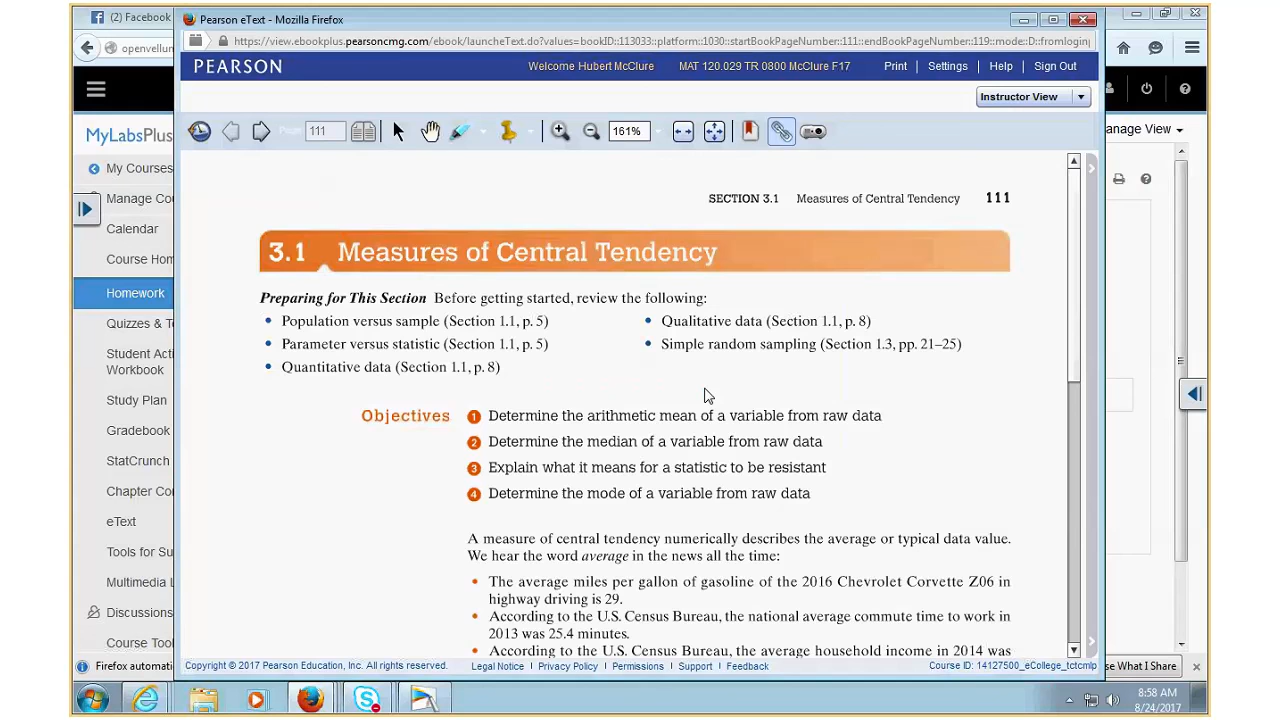 (2) Facebook
Pearson eText - Mozilla Firefox
openvellum
https://view.ebookplus.pearsoncmg.com/ebook/launcheText.do?values=bookID::113033::platform::1030::startBookPageNumber::111::endBookPageNumber::119::mode::D::fromlogin
PEARSON
Welcome Hubert McClure
MAT 120.029 TR 0800 McClure F17
Print
Settings
Help
Sign Out
Instructor View
111
161%
MyLabsPlus
anage View
My Courses
Manage Cou
Calendar
Course Home
Homework
Quizzes & T
Student Acti
Workbook
Study Plan
Gradebook
StatCrunch
Chapter Co
eText
Tools for Su
Multimedia L
Discussions
Course Tool
SECTION 3.1 Measures of Central Tendency 111
3.1 Measures of Central Tendency
Preparing for This Section Before getting started, review the following:
• Population versus sample (Section 1.1, p. 5)
• Parameter versus statistic (Section 1.1, p. 5)
• Quantitative data (Section 1.1, p. 8)
• Qualitative data (Section 1.1, p. 8)
• Simple random sampling (Section 1.3, pp. 21–25)
Objectives
1 Determine the arithmetic mean of a variable from raw data
2 Determine the median of a variable from raw data
3 Explain what it means for a statistic to be resistant
4 Determine the mode of a variable from raw data
A measure of central tendency numerically describes the average or typical data value.
We hear the word average in the news all the time:
• The average miles per gallon of gasoline of the 2016 Chevrolet Corvette Z06 in
highway driving is 29.
• According to the U.S. Census Bureau, the national average commute time to work in
2013 was 25.4 minutes.
• According to the U.S. Census Bureau, the average household income in 2014 was
Copyright © 2017 Pearson Education, Inc. All rights reserved.
Legal Notice | Privacy Policy | Permissions | Support | Feedback
Course ID: 14127500_eCollege_tctcmlp
Firefox automati
se What I Share
8:58 AM
8/24/2017